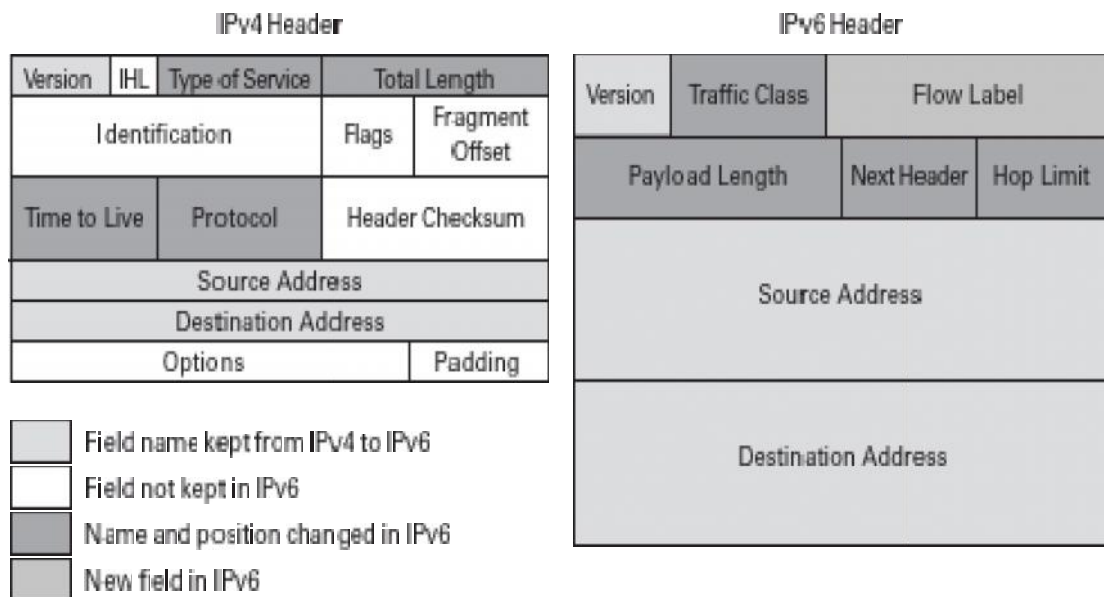 IPv4 Header
Version IHL Type of Service Total Length
Identification Flags Fragment
Offset
Time to Live Protocol Header Checksum
Source Address
Destination Address
Options Padding
Field name kept from IPv4 to IPv6
Field not kept in IPv6
Name and position changed in IPv6
New field in IPv6
IPv6 Header
Version Traffic Class Flow Label
Payload Length Next Header Hop Limit
Source Address
Destination Address